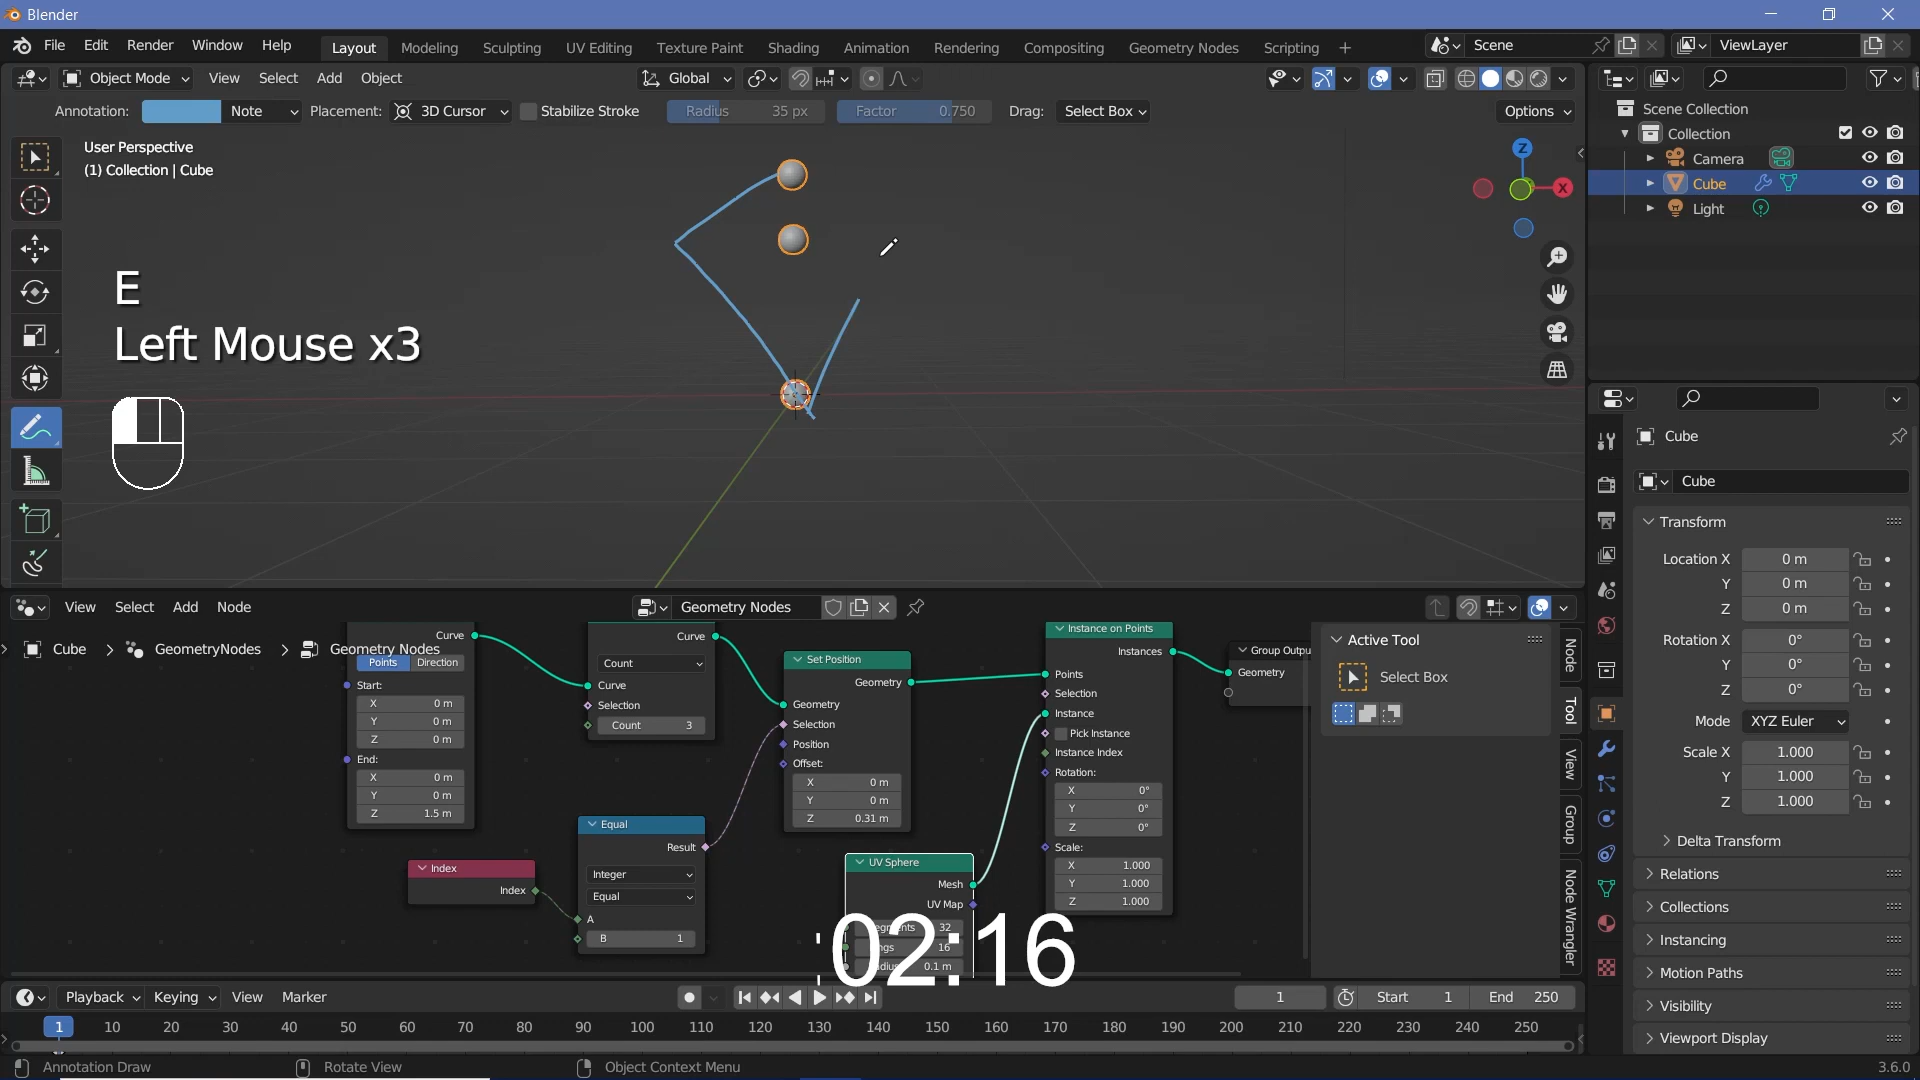 Blender
File Edit Render Window Help Layout Modeling Sculpting UV Editing Texture Paint Shading Animation Rendering Compositing Geometry Nodes Scripting + Scene ViewLayer
Object Mode View Select Add Object Global
Annotation: Note Placement: 3D Cursor Stabilize Stroke Radius 35 px Factor 0.750 Drag: Select Box Options
User Perspective
(1) Collection | Cube
Z
X
E
Left Mouse x3
Scene Collection
Collection
Camera
Cube
Light
Cube
Cube
Transform
Location X 0 m
Y 0 m
Z 0 m
Rotation X 0°
Y 0°
Z 0°
Mode XYZ Euler
Scale X 1.000
Y 1.000
Z 1.000
Delta Transform
Relations
Collections
Instancing
Motion Paths
Visibility
Viewport Display
View Select Add Node Geometry Nodes
Cube > GeometryNodes > Geometry Nodes
Curve
Points Direction
Start:
X 0 m
Y 0 m
Z 0 m
End:
X 0 m
Y 0 m
Z 1.5 m
Curve
Count
Curve
Selection
Count 3
Index
Index
Equal
Result
Integer
Equal
A
B 1
Set Position
Geometry
Geometry
Selection
Position
Offset:
X 0 m
Y 0 m
Z 0.31 m
UV Sphere
Mesh
UV Map
32
16
0.1 m
02:16
Instance on Points
Instances
Points
Selection
Instance
Pick Instance
Instance Index
Rotation:
X 0°
Y 0°
Z 0°
Scale:
X 1.000
Y 1.000
Z 1.000
Group Outpu
Geometry
Active Tool
Select Box
Node
Tool
View
Group
Node Wrangler
Playback Keying View Marker 1 Start 1 End 250
1 10 20 30 40 50 60 70 80 90 100 110 120 130 140 150 160 170 180 190 200 210 220 230 240 250
Annotation Draw Rotate View Object Context Menu 3.6.0